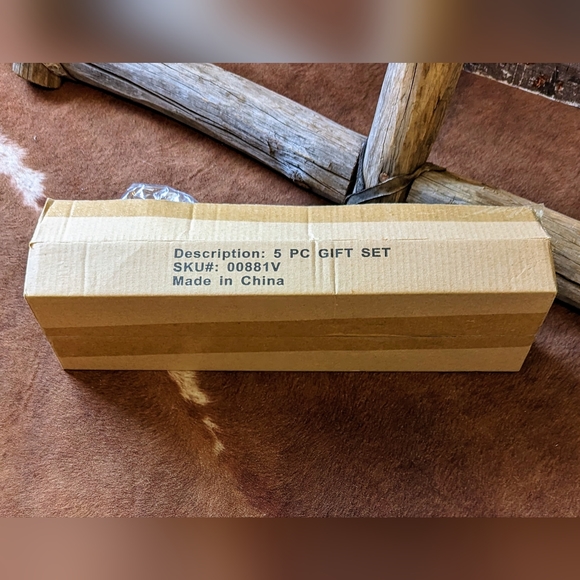 Description: 5 PC GIFT SET
SKU#: 00881V
Made in China